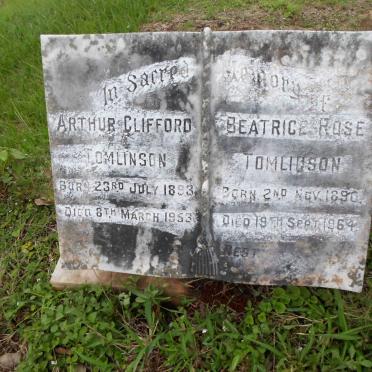 In Sacred Memory
of
ARTHUR CLIFFORD
TOMLINSON
BORN 23RD JULY 1893
DIED 8TH MARCH 1953
BEATRICE ROSE
TOMLINSON
BORN 2ND NOV. 1890
DIED 19TH SEPT. 1964
REST